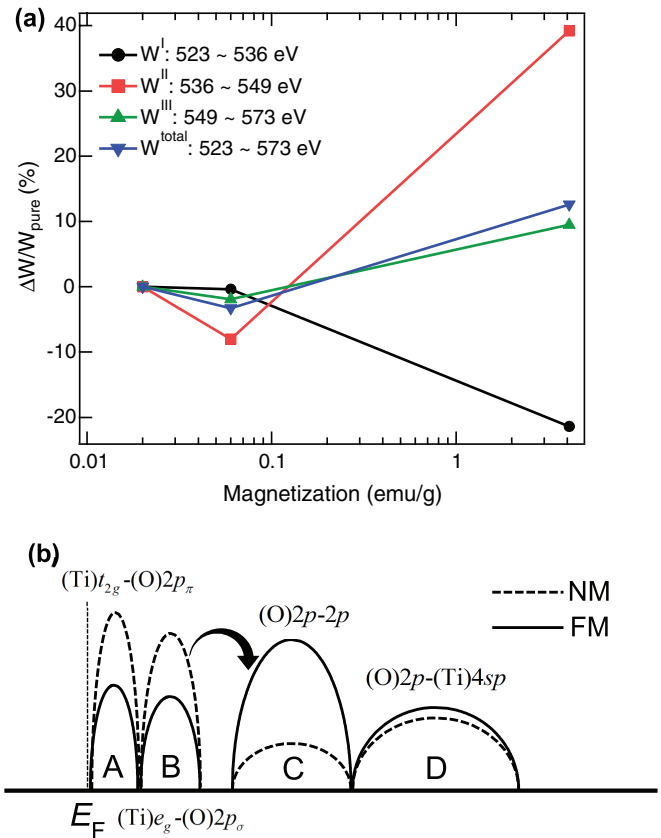 (a)
40
30
20
10
0
-10
-20
ΔW/W_pure (%)
W^I: 523 ~ 536 eV
W^II: 536 ~ 549 eV
W^III: 549 ~ 573 eV
W^total: 523 ~ 573 eV
0.01
0.1
1
Magnetization (emu/g)
(b)
(Ti)t_2g-(O)2p_π
(O)2p-2p
(O)2p-(Ti)4sp
NM
FM
A
B
C
D
E_F
(Ti)e_g-(O)2p_σ